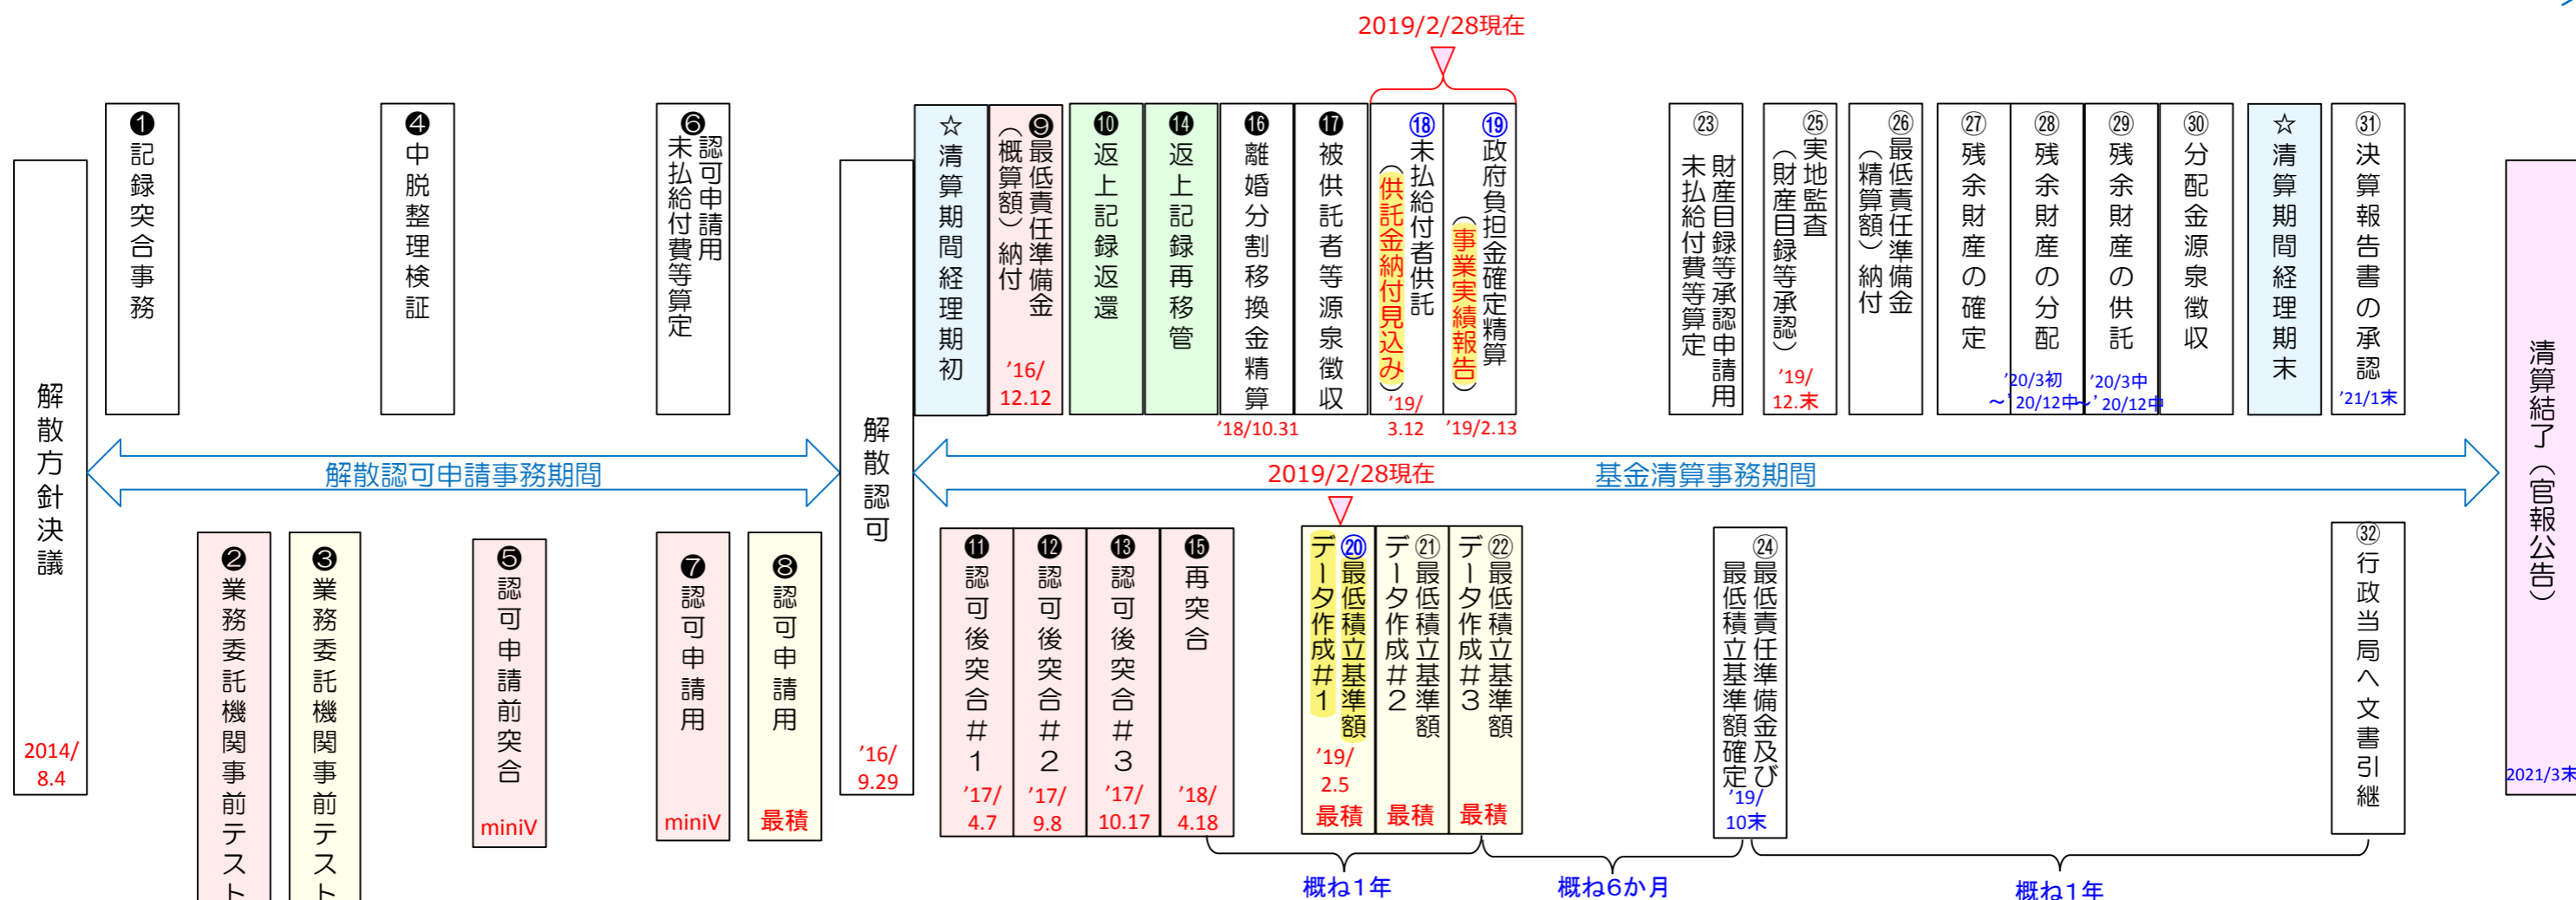 2019/2/28現在
解散方針決議
2014/
8.4
❶記録突合事務
❹中脱整理検証
❻認可申請用
未払給付費等算定
解散認可申請事務期間
❷業務委託機関事前テスト
❸業務委託機関事前テスト
❺認可申請前突合
miniV
❼認可申請用
miniV
❽認可申請用
最積
解散認可
'16/
9.29
☆清算期間経理期初
❾最低責任準備金
（概算額）納付
'16/
12.12
❿返上記録返還
⓮返上記録再移管
⓰離婚分割移換金精算
'18/10.31
⓱被供託者等源泉徴収
⑱未払給付者供託
（供託金納付見込み）
'19/
3.12
⑲政府負担金確定精算
（事業実績報告）
'19/2.13
㉓財産目録等承認申請用
未払給付費等算定
㉕実地監査
（財産目録等承認）
'19/
12.末
㉖最低責任準備金
（精算額）納付
㉗残余財産の確定
㉘残余財産の分配
'20/3初
～'20/12中
㉙残余財産の供託
'20/3中
～'20/12中
㉚分配金源泉徴収
☆清算期間経理期末
㉛決算報告書の承認
'21/1末
2019/2/28現在
基金清算事務期間
⓫認可後突合＃1
'17/
4.7
⓬認可後突合＃2
'17/
9.8
⓭認可後突合＃3
'17/
10.17
⓯再突合
'18/
4.18
⑳最低積立基準額
データ作成＃1
'19/
2.5
最積
㉑最低積立基準額
データ作成＃2
最積
㉒最低積立基準額
データ作成＃3
最積
㉔最低責任準備金及び
最低積立基準額確定
'19/
10末
㉜行政当局へ文書引継
概ね1年
概ね6か月
概ね1年
清算結了（官報公告）
2021/3末